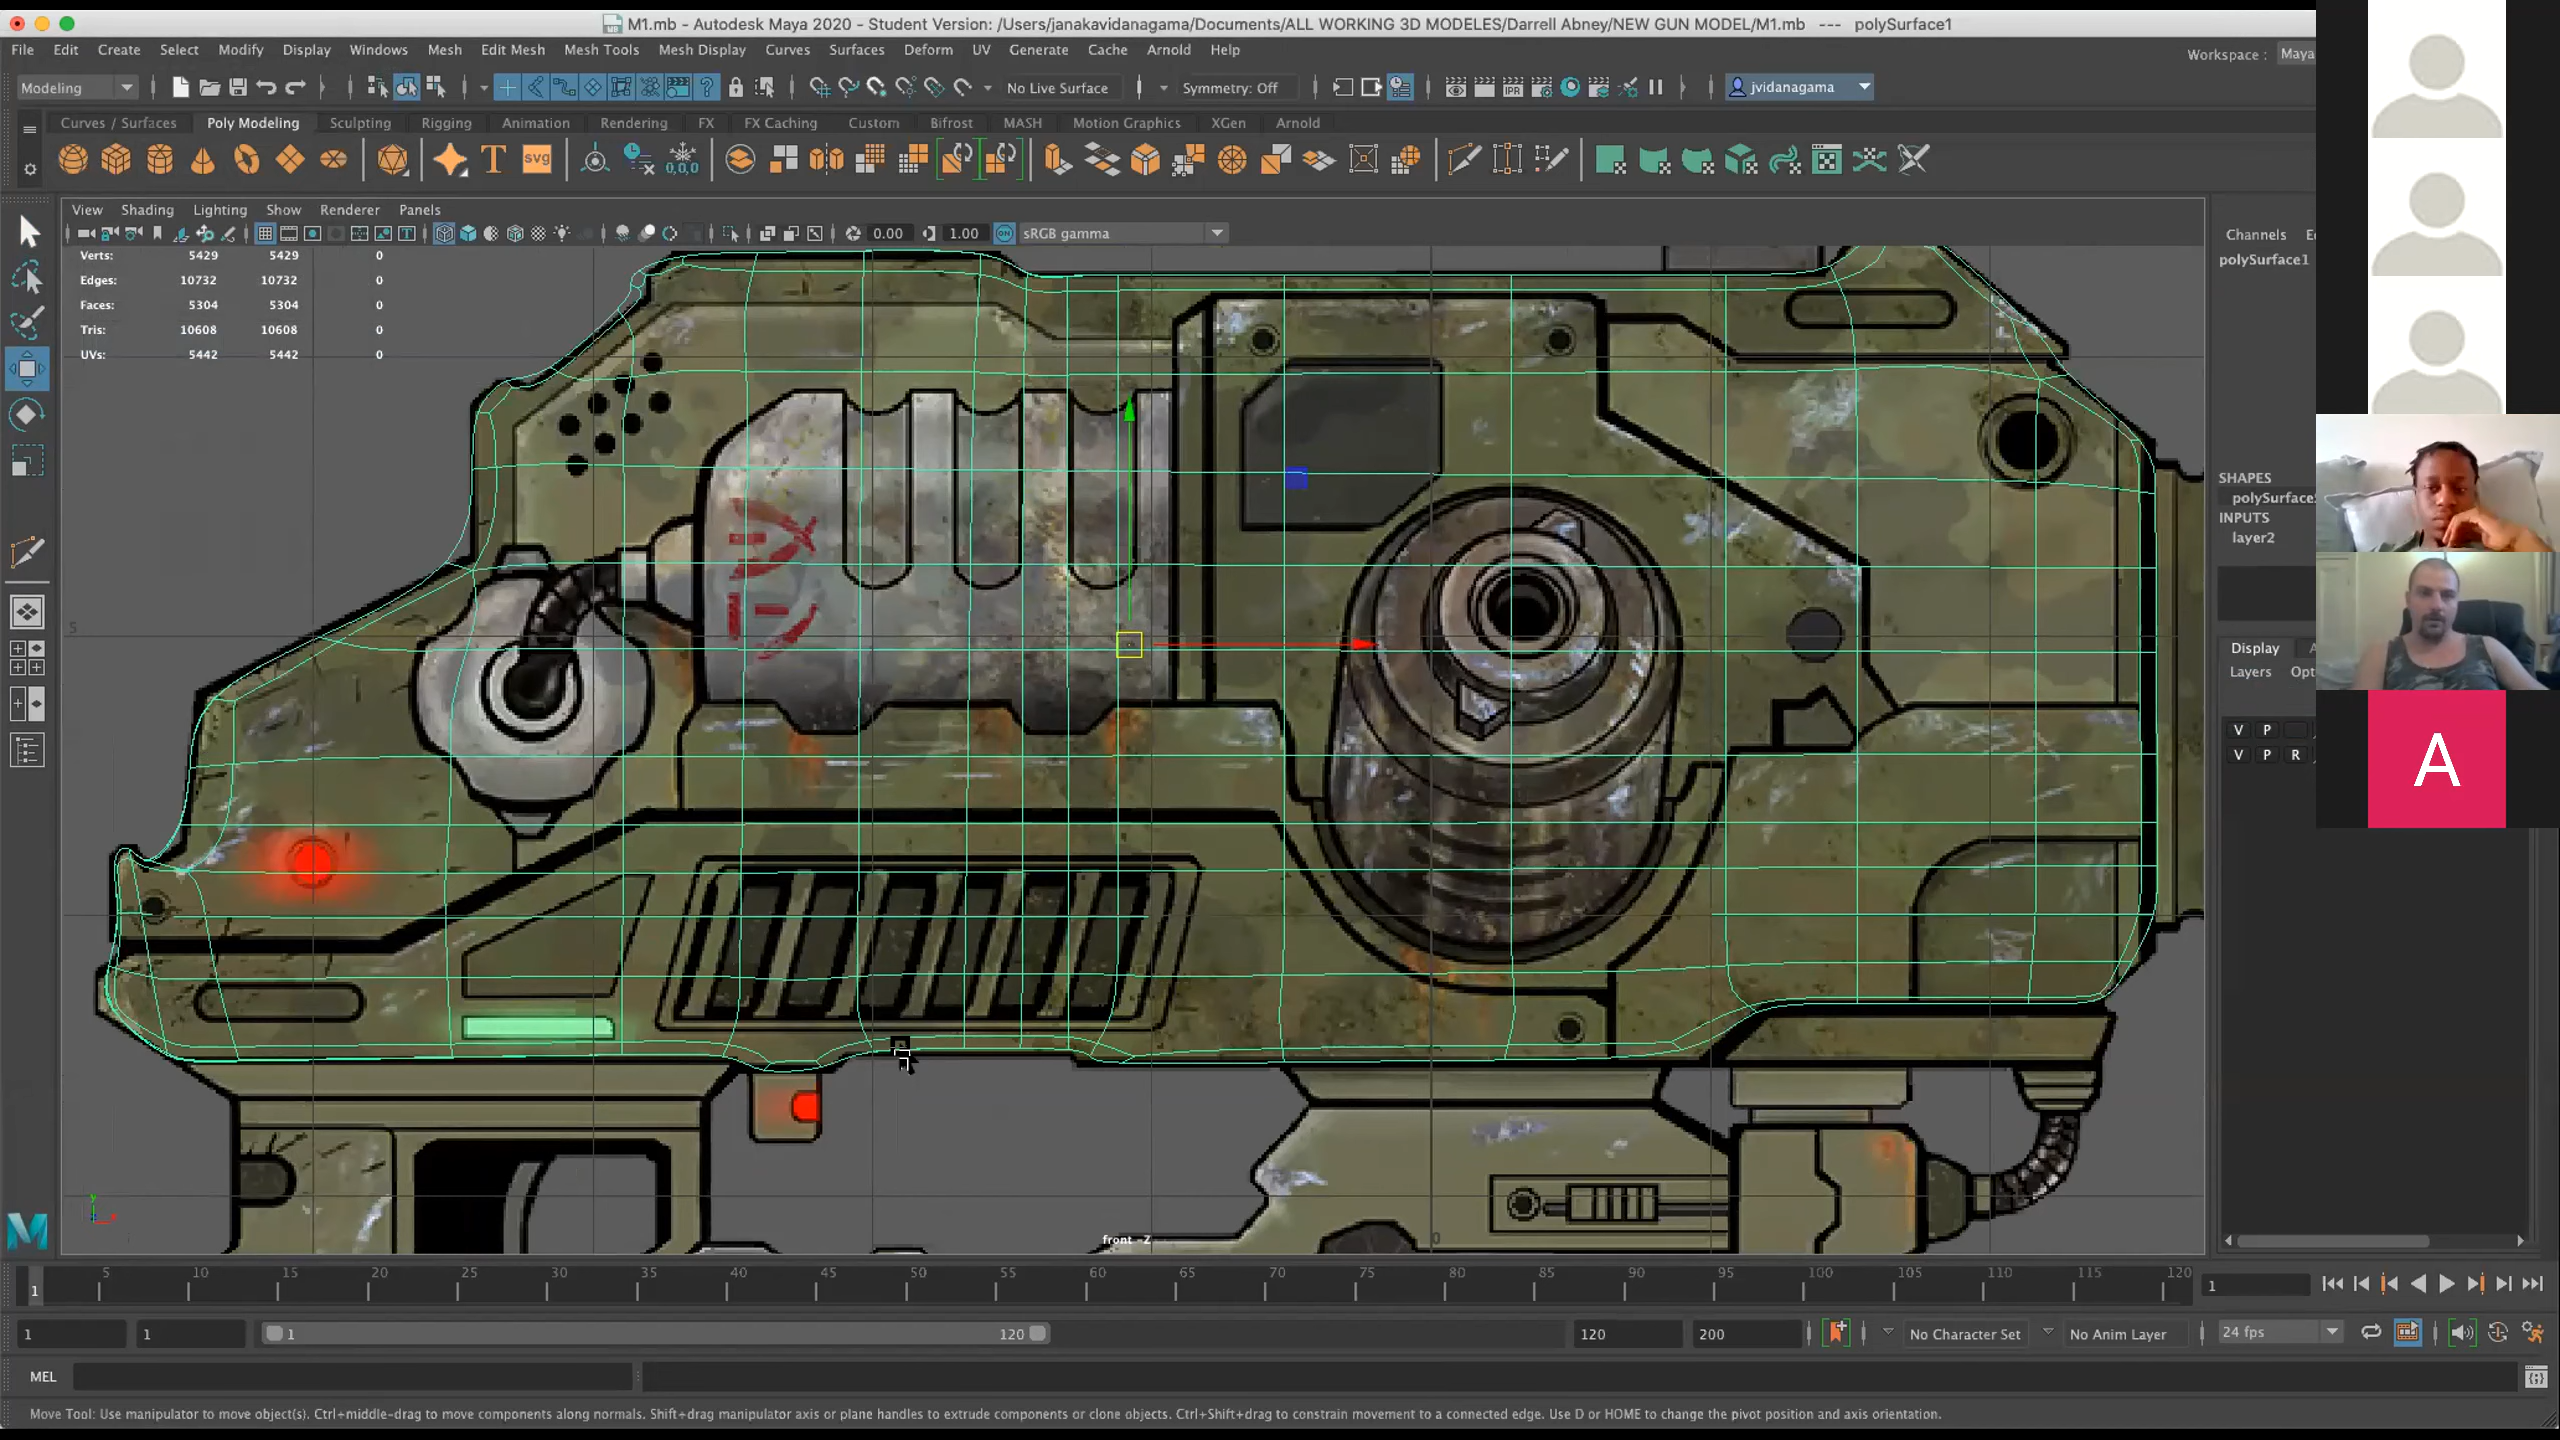 M1.mb - Autodesk Maya 2020 - Student Version: /Users/janakavidanagama/Documents/ALL WORKING 3D MODELES/Darrell Abney/NEW GUN MODEL/M1.mb --- polySurface1
File Edit Create Select Modify Display Windows Mesh Edit Mesh Mesh Tools Mesh Display Curves Surfaces Deform UV Generate Cache Arnold Help
Workspace : Maya
Modeling No Live Surface Symmetry: Off IPR jvidanagama
Curves / Surfaces Poly Modeling Sculpting Rigging Animation Rendering FX FX Caching Custom Bifrost MASH Motion Graphics XGen Arnold
T svg 0,0,0
View Shading Lighting Show Renderer Panels
0.00 1.00 sRGB gamma
Channels
polySurface1
Verts: 5429 5429 0
Edges: 10732 10732 0
Faces: 5304 5304 0
Tris: 10608 10608 0
UVs: 5442 5442 0
SHAPES
polySurface
INPUTS
layer2
5
Display
Layers
V P
V P R
A
y
front -Z
0
5 10 15 20 25 30 35 40 45 50 55 60 65 70 75 80 85 90 95 100 105 110 115 120
1 1
1 1 1 120 120 200 No Character Set No Anim Layer 24 fps
MEL
Move Tool: Use manipulator to move object(s). Ctrl+middle-drag to move components along normals. Shift+drag manipulator axis or plane handles to extrude components or clone objects. Ctrl+Shift+drag to constrain movement to a connected edge. Use D or HOME to change the pivot position and axis orientation.